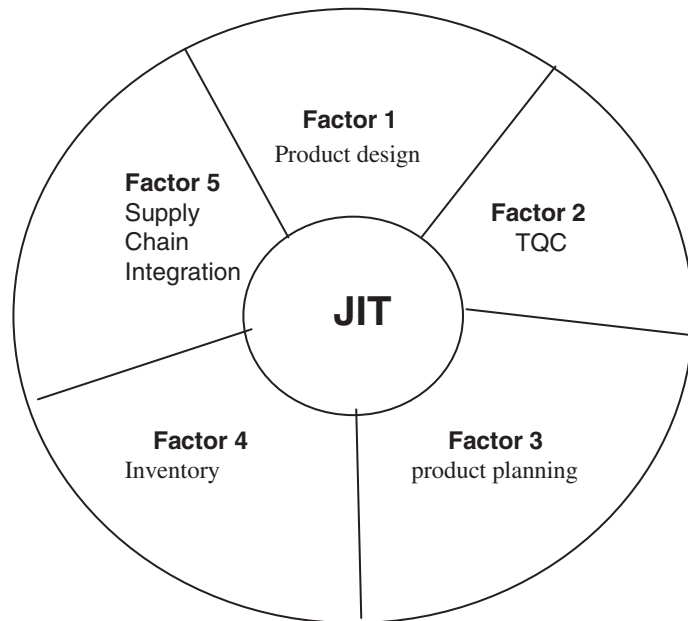 Factor 1
Product design
Factor 2
TQC
Factor 3
product planning
Factor 4
Inventory
Factor 5
Supply
Chain
Integration
JIT